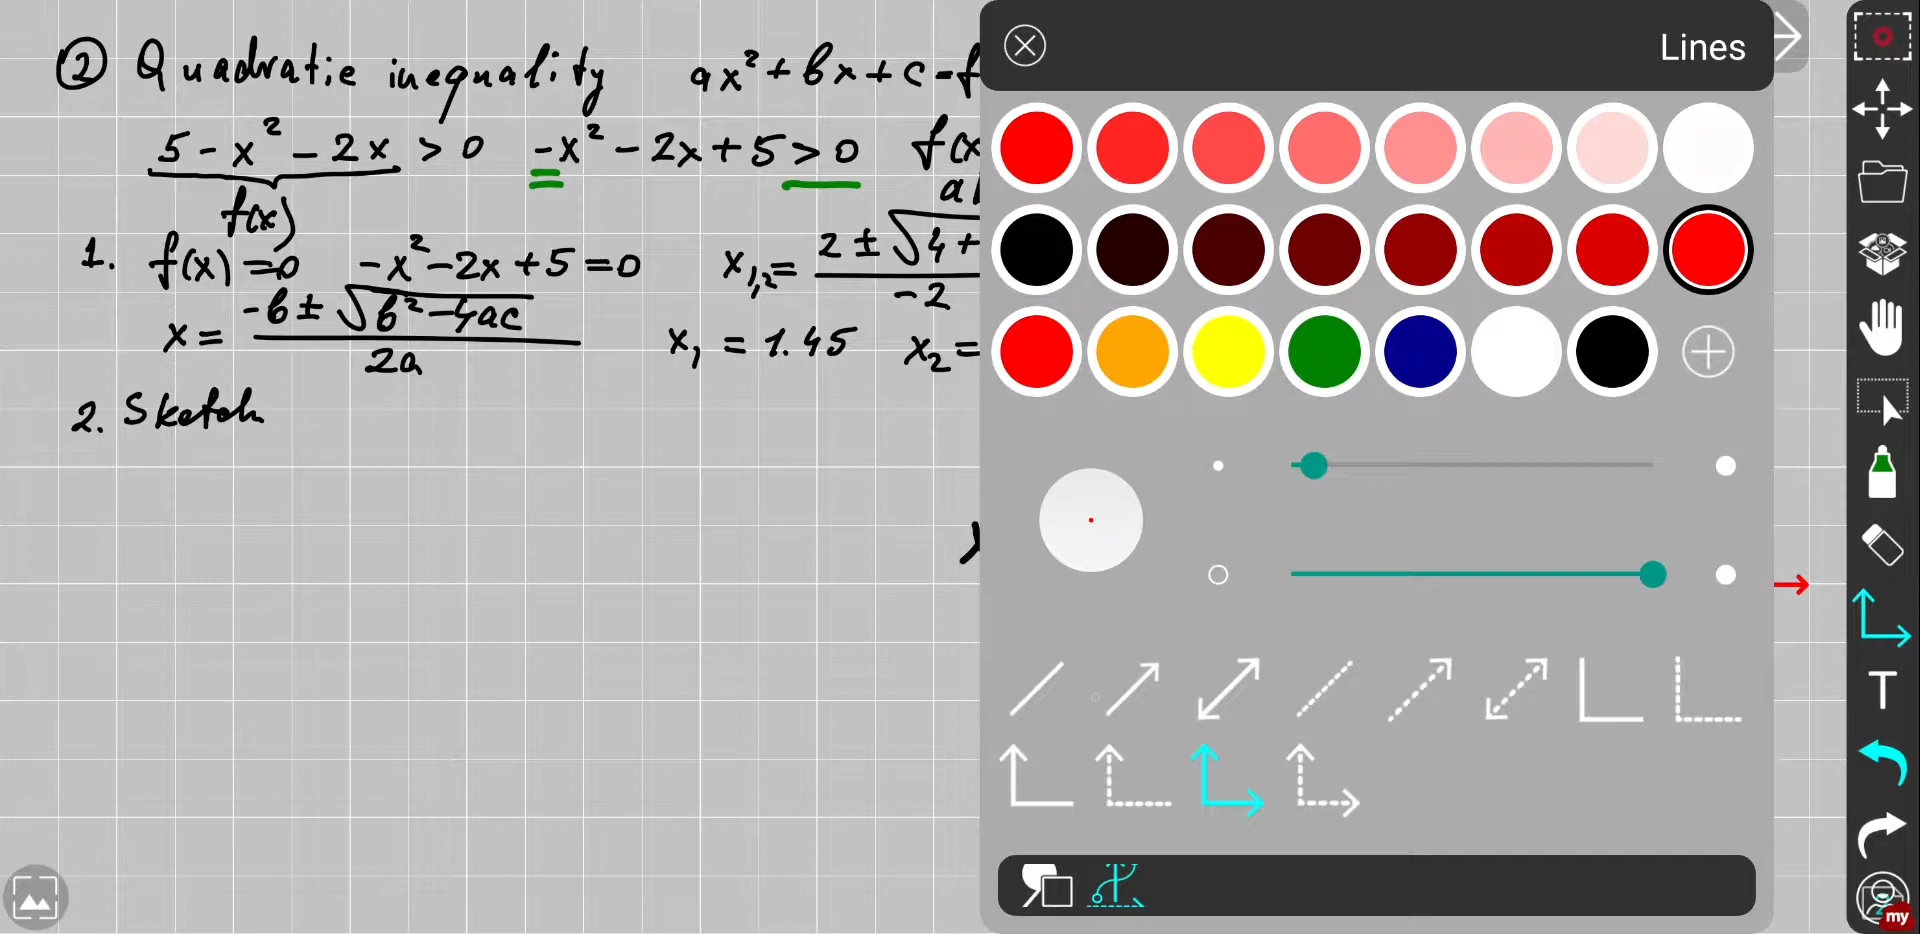 ② Quadratic inequality ax² + bx + c = f
5 - x² - 2x > 0 -x² - 2x + 5 > 0 f(x
f(x)
1. f(x) = 0 -x² - 2x + 5 = 0 x₁,₂ = 2 ± √4 + / -2
x = -b ± √b² - 4ac / 2a x₁ = 1.45 x₂ =
2. Sketch
Lines
T
my